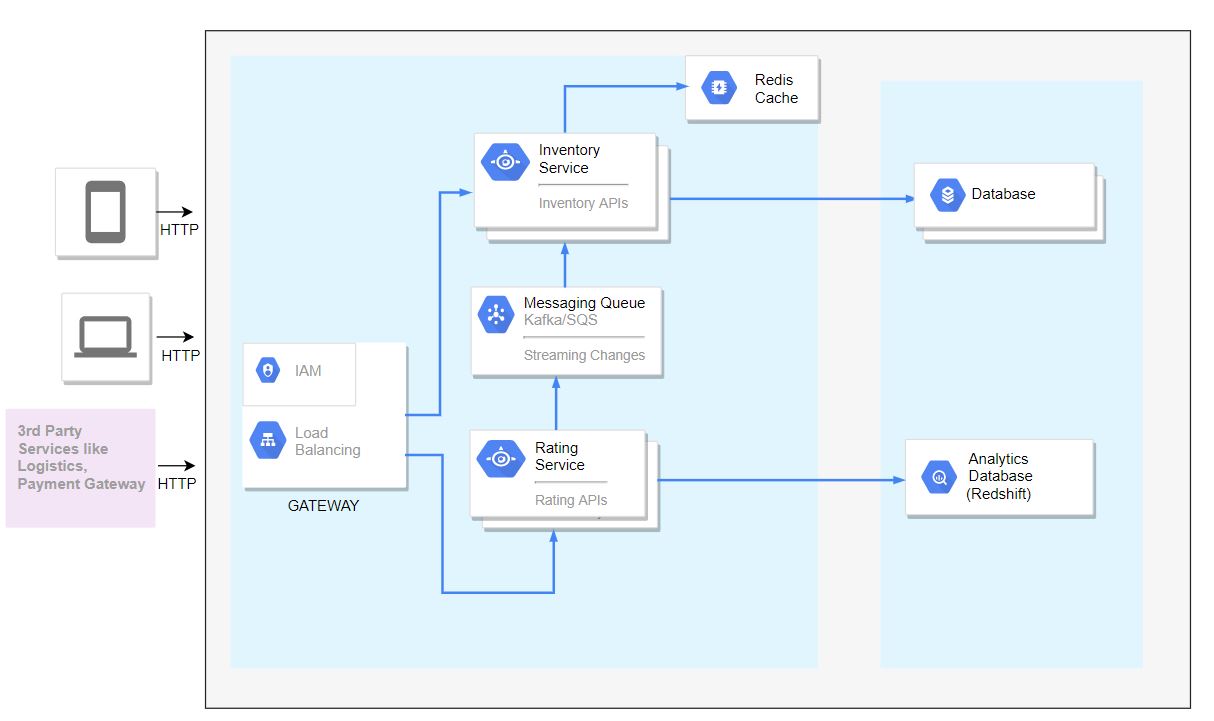 Redis
Cache
Inventory
Service
Inventory APIs
Database
HTTP
Messaging Queue
Kafka/SQS
Streaming Changes
HTTP
IAM
Load
Balancing
GATEWAY
3rd Party
Services like
Logistics,
Payment Gateway
HTTP
Rating
Service
Rating APIs
Analytics
Database
(Redshift)